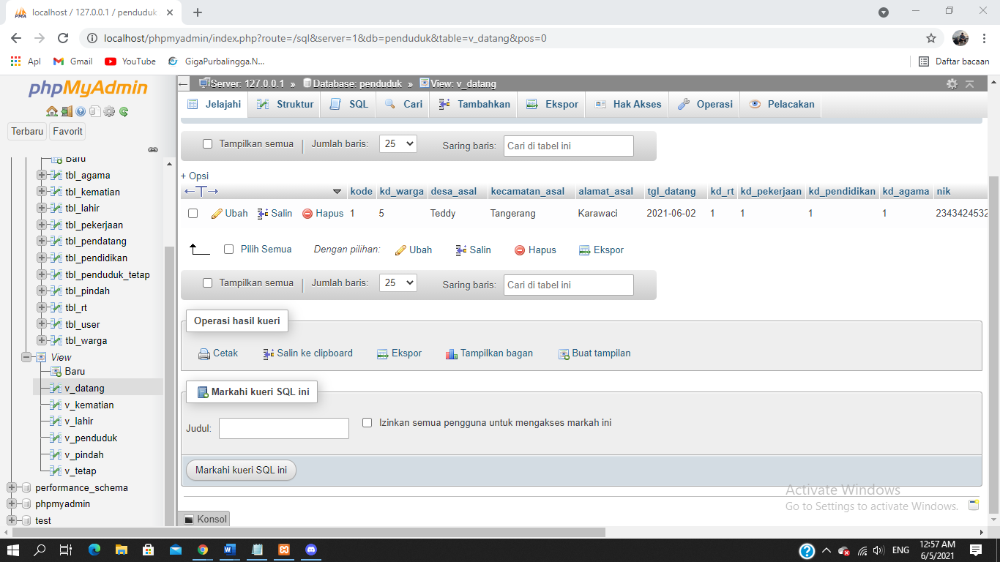 localhost / 127.0.0.1 / penduduk
localhost/phpmyadmin/index.php?route=/sql&server=1&db=penduduk&table=v_datang&pos=0
Apl Gmail YouTube GigaPurbalingga.N... Daftar bacaan
phpMyAdmin
Terbaru Favorit
Baru
tbl_agama
tbl_kematian
tbl_lahir
tbl_pekerjaan
tbl_pendatang
tbl_pendidikan
tbl_penduduk_tetap
tbl_pindah
tbl_rt
tbl_user
tbl_warga
View
Baru
v_datang
v_kematian
v_lahir
v_penduduk
v_pindah
v_tetap
performance_schema
phpmyadmin
test
Server: 127.0.0.1 » Database: penduduk » View: v_datang
Jelajahi Struktur SQL Cari Tambahkan Ekspor Hak Akses Operasi Pelacakan
Tampilkan semua Jumlah baris: 25 Saring baris: Cari di tabel ini
+ Opsi
kode kd_warga desa_asal kecamatan_asal alamat_asal tgl_datang kd_rt kd_pekerjaan kd_pendidikan kd_agama nik
Ubah Salin Hapus 1 5 Teddy Tangerang Karawaci 2021-06-02 1 1 1 1 2343424532
Pilih Semua Dengan pilihan: Ubah Salin Hapus Ekspor
Tampilkan semua Jumlah baris: 25 Saring baris: Cari di tabel ini
Operasi hasil kueri
Cetak Salin ke clipboard Ekspor Tampilkan bagan Buat tampilan
Markahi kueri SQL ini
Judul: Izinkan semua pengguna untuk mengakses markah ini
Markahi kueri SQL ini
Activate Windows
Go to Settings to activate Windows.
Konsol
ENG
12:57 AM
6/5/2021